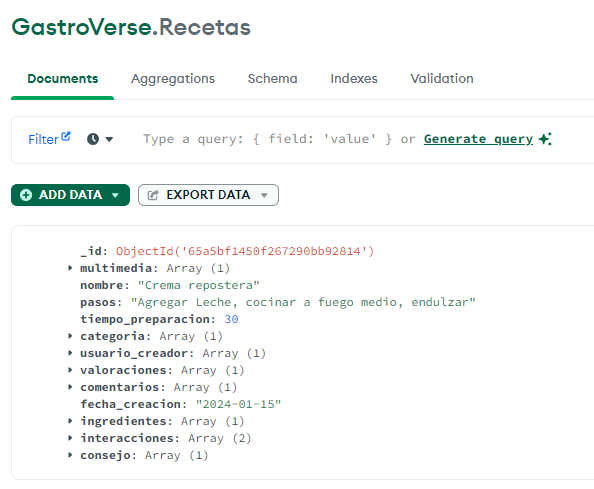 GastroVerse.Recetas
Documents Aggregations Schema Indexes Validation
Filter Type a query: { field: 'value' } or Generate query
ADD DATA EXPORT DATA
_id: ObjectId('65a5bf1450f267290bb92814')
multimedia: Array (1)
nombre: "Crema repostera"
pasos: "Agregar Leche, cocinar a fuego medio, endulzar"
tiempo_preparacion: 30
categoria: Array (1)
usuario_creador: Array (1)
valoraciones: Array (1)
comentarios: Array (1)
fecha_creacion: "2024-01-15"
ingredientes: Array (1)
interacciones: Array (2)
consejo: Array (1)